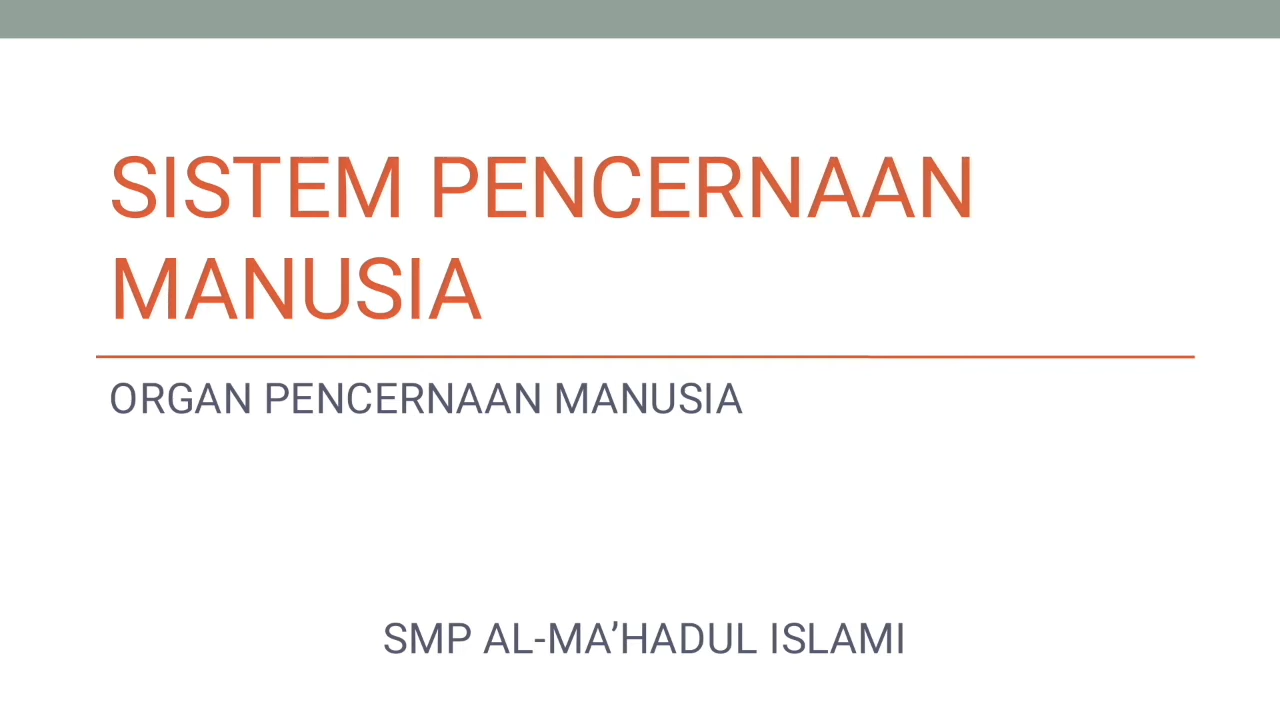 SISTEM PENCERNAAN
MANUSIA
ORGAN PENCERNAAN MANUSIA
SMP AL-MA’HADUL ISLAMI